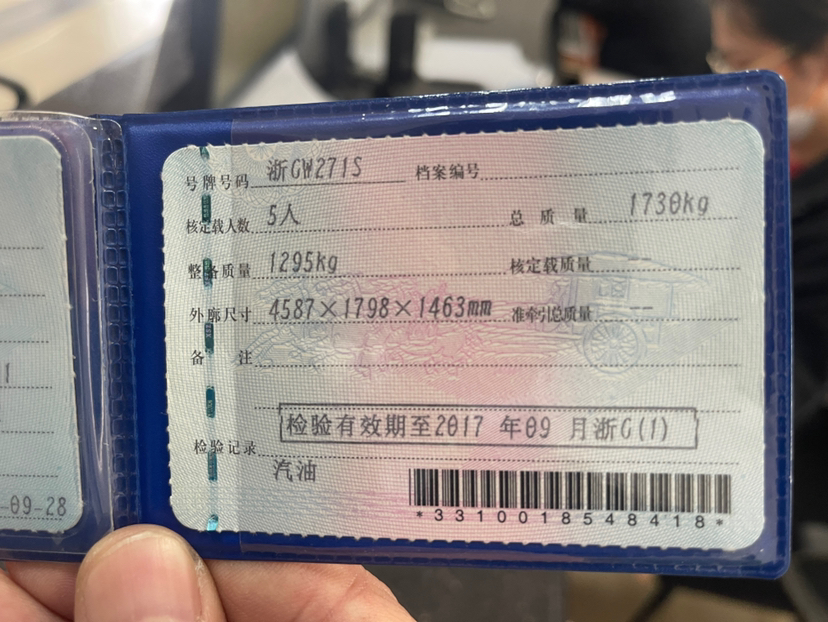 号牌号码 浙GW271S 档案编号
核定载人数 5人 总质量 1730kg
整备质量 1295kg 核定载质量 --
外廓尺寸 4587×1798×1463mm 准牵引总质量 --
备注
检验有效期至2017 年09 月浙G(1)
检验记录
汽油
*3310018548418*
-09-28